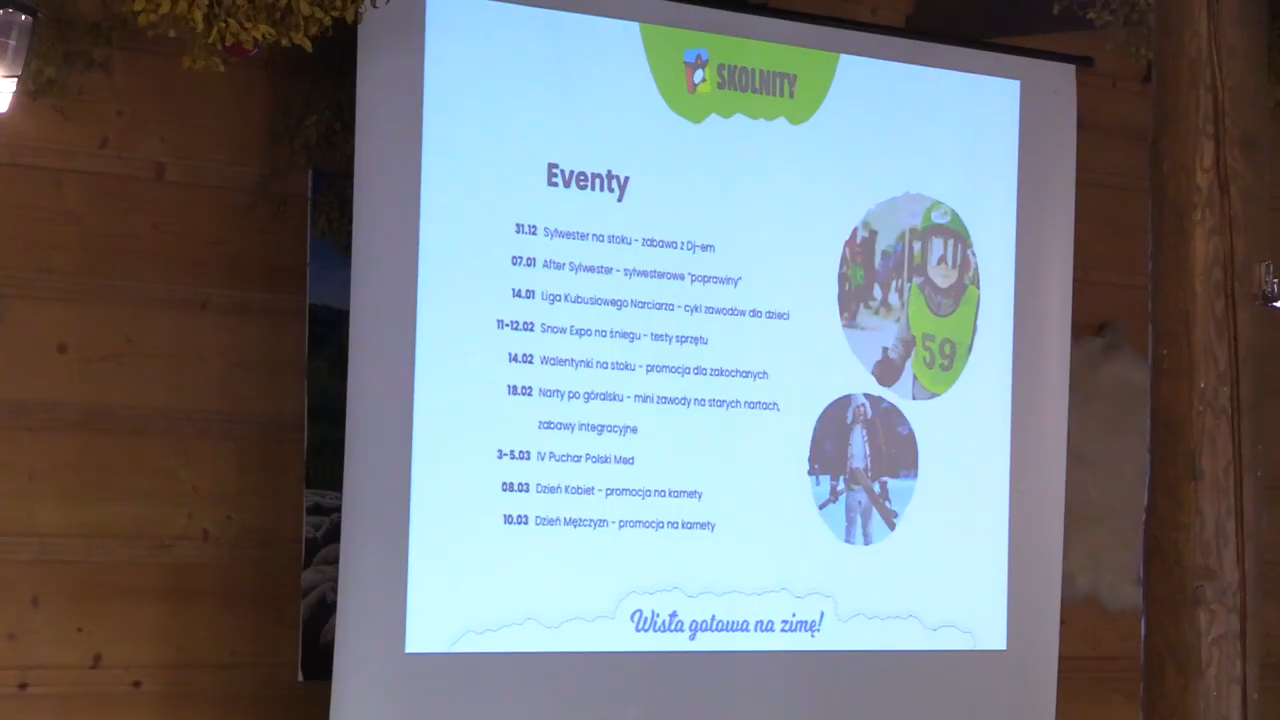 SKOLNITY
Eventy
31.12 Sylwester na stoku - zabawa z Dj-em
07.01 After Sylwester - sylwesterowe "poprawiny"
14.01 Liga Kubusiowego Narciarza - cykl zawodów dla dzieci
11-12.02 Snow Expo na śniegu - testy sprzętu
14.02 Walentynki na stoku - promocja dla zakochanych
18.02 Narty po góralsku - mini zawody na starych nartach,
zabawy integracyjne
3-5.03 IV Puchar Polski Med
08.03 Dzień Kobiet - promocja na karnety
10.03 Dzień Mężczyzn - promocja na karnety
59
Wisła gotowa na zimę!